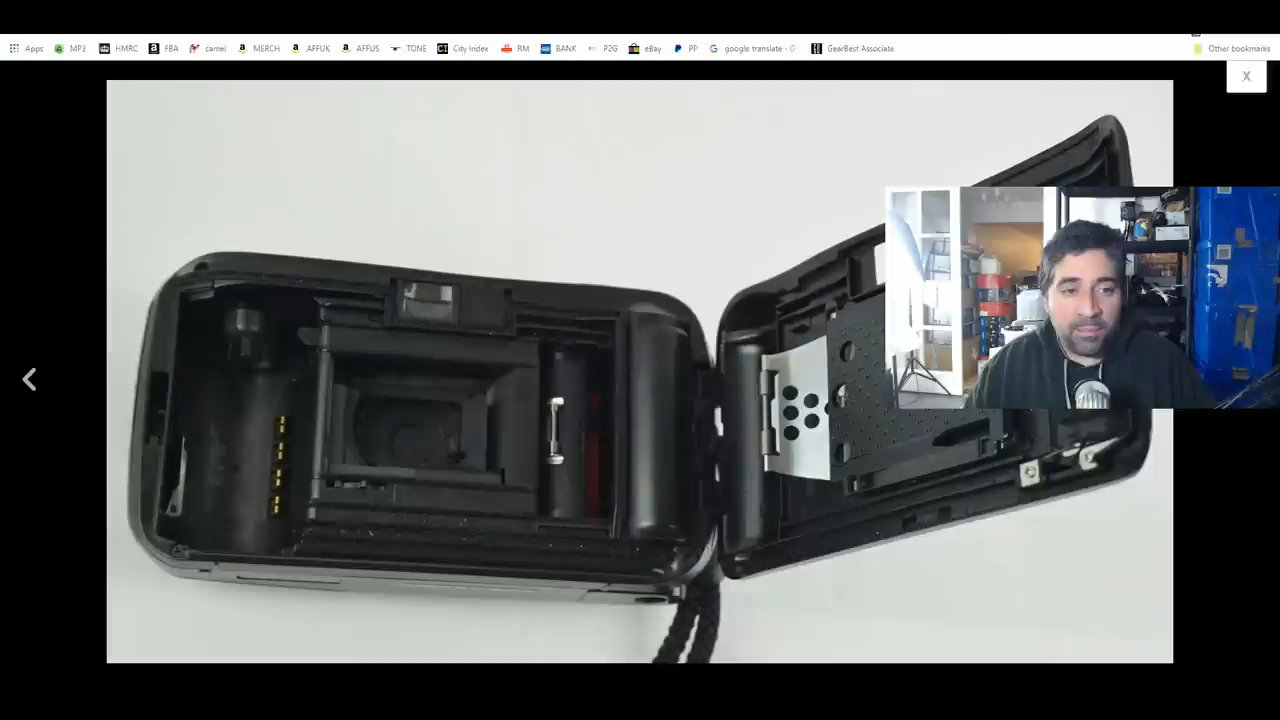 Apps MP3 HMRC FBA camel MERCH AFFUK AFFUS TONE City Index RM BANK P2G eBay PP google translate - G GearBest Associate Other bookmarks
X